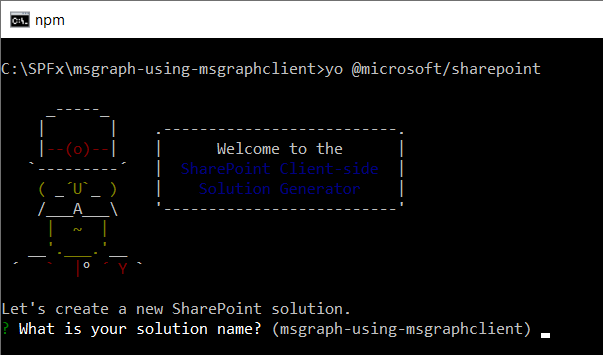 npm
C:\SPFx\msgraph-using-msgraphclient>yo @microsoft/sharepoint
Welcome to the
SharePoint Client-side
Solution Generator
Let's create a new SharePoint solution.
? What is your solution name? (msgraph-using-msgraphclient)